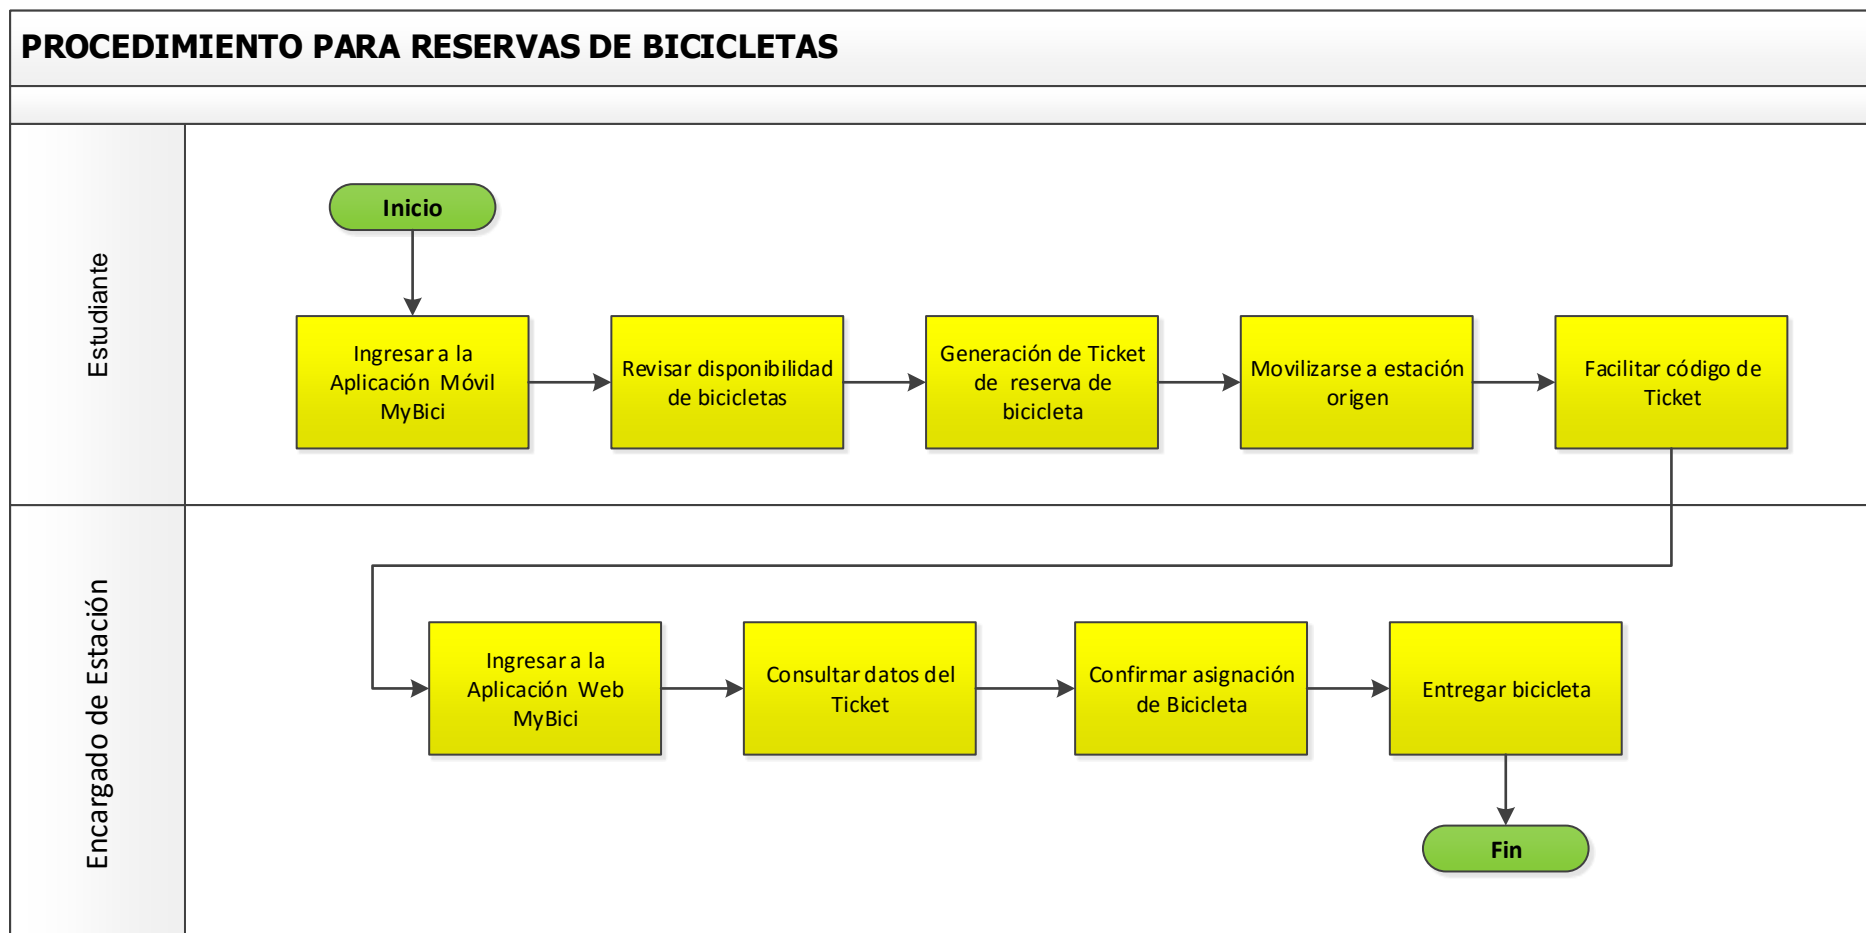 PROCEDIMIENTO PARA RESERVAS DE BICICLETAS
Estudiante
Inicio
Ingresar a la
Aplicación Móvil
MyBici
Revisar disponibilidad
de bicicletas
Generación de Ticket
de reserva de
bicicleta
Movilizarse a estación
origen
Facilitar código de
Ticket
Encargado de Estación
Ingresar a la
Aplicación Web
MyBici
Consultar datos del
Ticket
Confirmar asignación
de Bicicleta
Entregar bicicleta
Fin